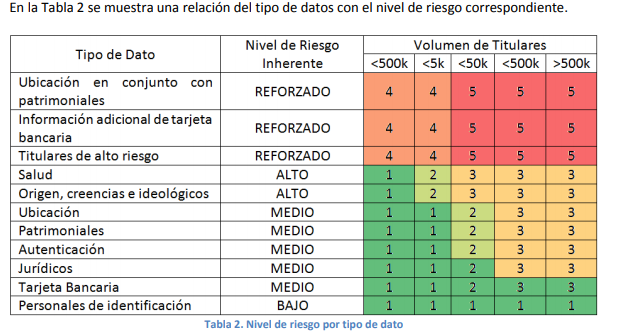 En la Tabla 2 se muestra una relación del tipo de datos con el nivel de riesgo correspondiente.
Tipo de Dato Nivel de Riesgo Inherente Volumen de Titulares
<500k <5k <50k <500k >500k
Ubicación en conjunto con
patrimoniales REFORZADO 4 4 5 5 5
Información adicional de tarjeta
bancaria REFORZADO 4 4 5 5 5
Titulares de alto riesgo REFORZADO 4 4 5 5 5
Salud ALTO 1 2 3 3 3
Origen, creencias e ideológicos ALTO 1 2 3 3 3
Ubicación MEDIO 1 1 2 3 3
Patrimoniales MEDIO 1 1 2 3 3
Autenticación MEDIO 1 1 2 3 3
Jurídicos MEDIO 1 1 2 3 3
Tarjeta Bancaria MEDIO 1 1 2 3 3
Personales de identificación BAJO 1 1 1 1 1
Tabla 2. Nivel de riesgo por tipo de dato